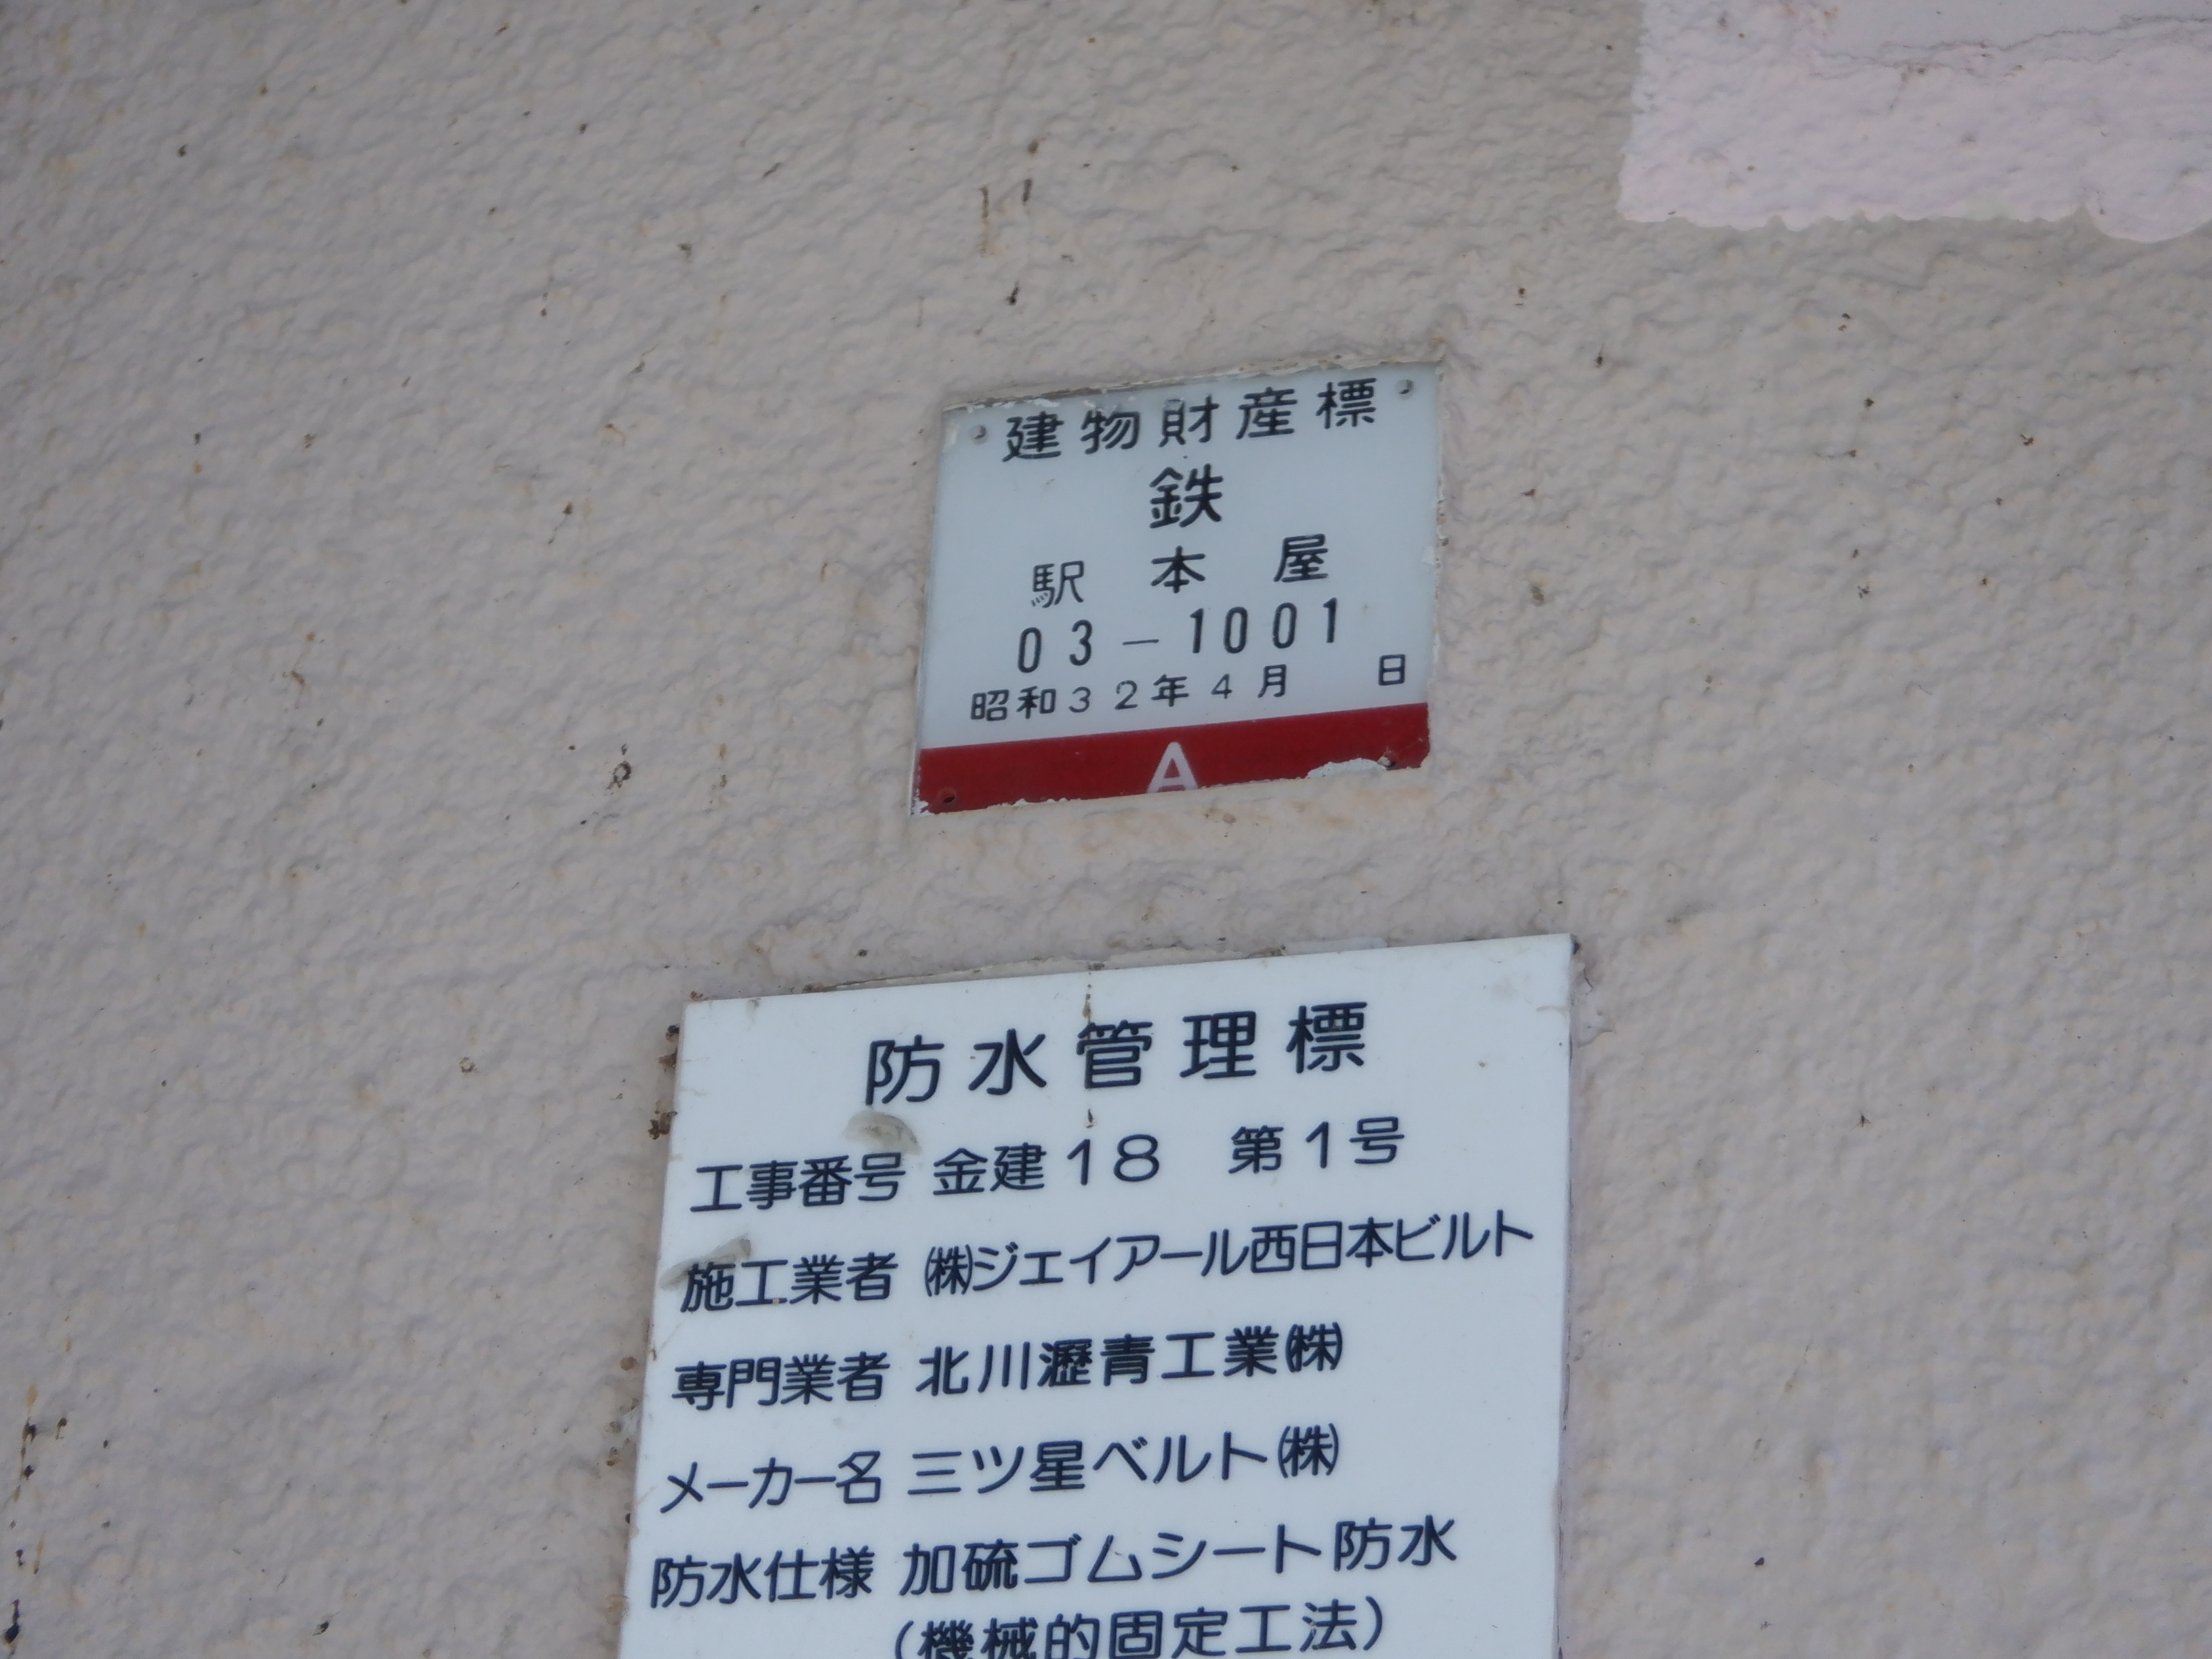 建物財産標
鉄
駅 本 屋
03-1001
昭和32年4月 日
A
防水管理標
工事番号 金建18 第1号
施工業者 ㈱ジェイアール西日本ビルト
専門業者 北川瀝青工業㈱
メーカー名 三ツ星ベルト㈱
防水仕様 加硫ゴムシート防水
(機械的固定工法)